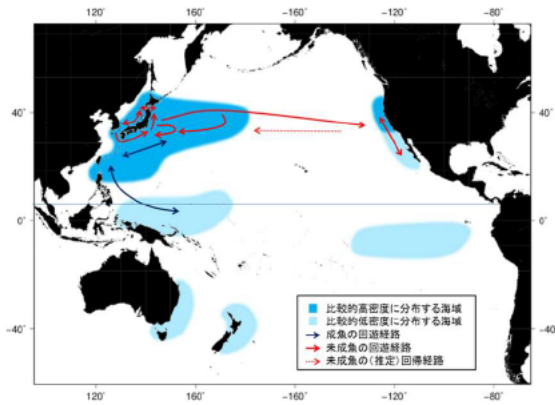 120° 160° -160° -120° -80°
40° 40°
0° 0°
-40° -40°
比較的高密度に分布する海域
比較的低密度に分布する海域
成魚の回遊経路
未成魚の回遊経路
未成魚の(推定)回帰経路
120° 160° -160° -120° -80°